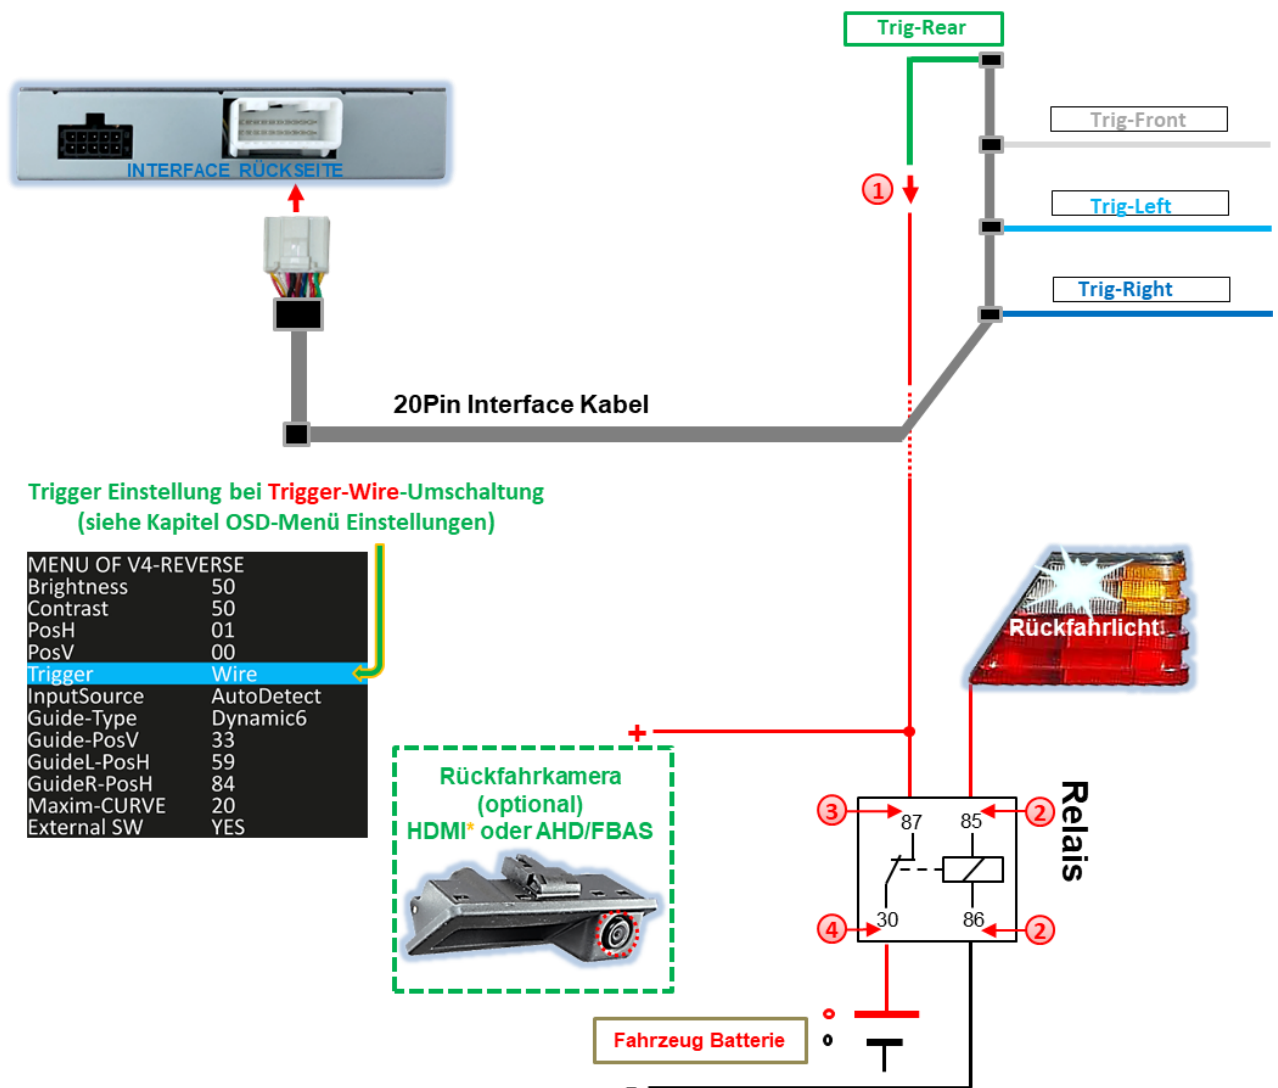 Trig-Rear
Trig-Front
INTERFACE RÜCKSEITE
1
Trig-Left
Trig-Right
20Pin Interface Kabel
Trigger Einstellung bei Trigger-Wire-Umschaltung
(siehe Kapitel OSD-Menü Einstellungen)
MENU OF V4-REVERSE
Brightness 50
Contrast 50
PosH 01
PosV 00
Trigger Wire
InputSource AutoDetect
Guide-Type Dynamic6
Guide-PosV 33
GuideL-PosH 59
GuideR-PosH 84
Maxim-CURVE 20
External SW YES
Rückfahrlicht
+
Rückfahrkamera
(optional)
HDMI* oder AHD/FBAS
Relais
3 87 85 2
4 30 86 2
Fahrzeug Batterie